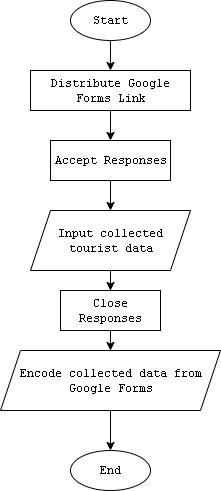 Start
Distribute Google
Forms Link
Accept Responses
Input collected
tourist data
Close
Responses
Encode collected data from
Google Forms
End